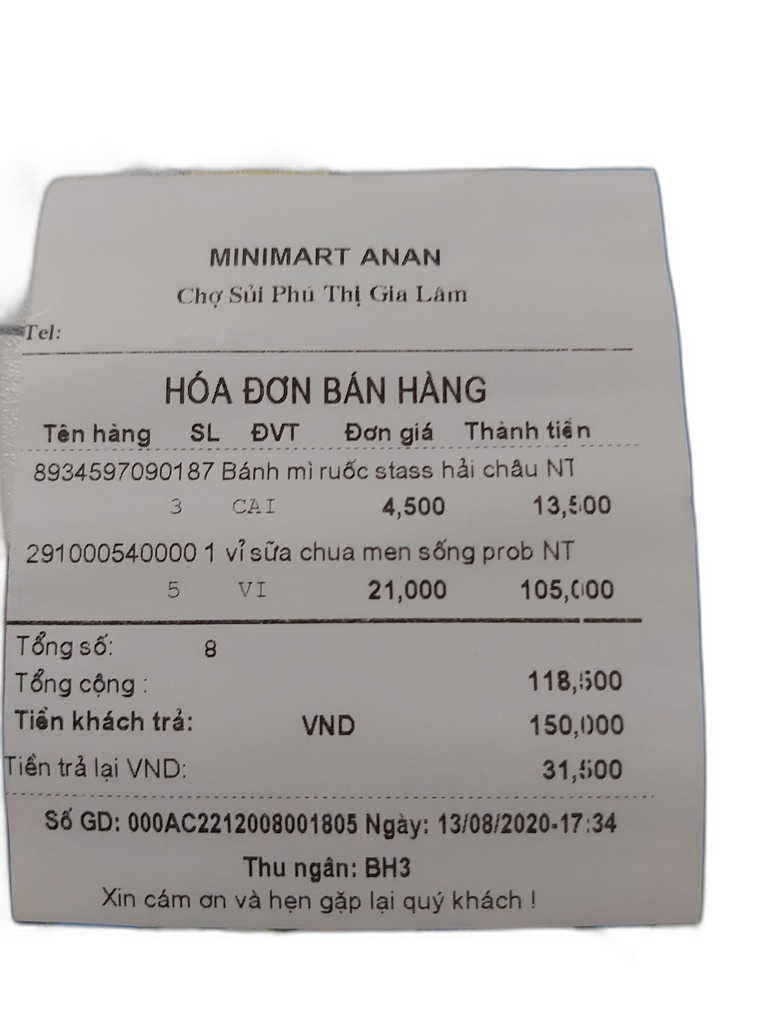 MINIMART ANAN
Chợ Sủi Phú Thị Gia Lâm
Tel:
HÓA ĐƠN BÁN HÀNG
Tên hàng SL ĐVT Đơn giá Thành tiền
8934597090187 Bánh mì ruốc stass hải châu NT
3 CAI 4,500 13,500
291000540000 1 vỉ sữa chua men sống prob NT
5 VI 21,000 105,000
Tổng số: 8
Tổng cộng : 118,500
Tiền khách trả: VND 150,000
Tiền trả lại VND: 31,500
Số GD: 000AC2212008001805 Ngày: 13/08/2020-17:34
Thu ngân: BH3
Xin cám ơn và hẹn gặp lại quý khách !